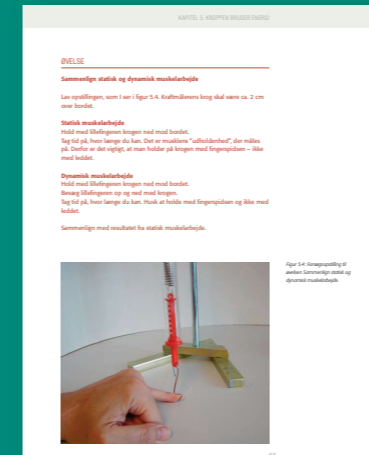 KAPITEL 5. KROPPEN BRUGER ENERGI
ØVELSE
Sammenlign statisk og dynamisk muskelarbejde
Lav opstillingen, som I ser i figur 5.4. Kraftmålerens krog skal være ca. 2 cm
over bordet.
Statisk muskelarbejde
Hold med lillefingeren krogen ned mod bordet.
Tag tid på, hvor længe du kan. Det er musklens "udholdenhed", der måles
på. Derfor er det vigtigt, at man holder på krogen med fingerspidsen – ikke
med leddet.
Dynamisk muskelarbejde
Hold med lillefingeren krogen ned mod bordet.
Bevæg lillefingeren op og ned med krogen.
Tag tid på, hvor længe du kan. Husk at holde med fingerspidsen og ikke med
leddet.
Sammenlign med resultatet fra statisk muskelarbejde.
Figur 5.4: Forsøgsopstilling til
øvelsen Sammenlign statisk og
dynamisk muskelarbejde.